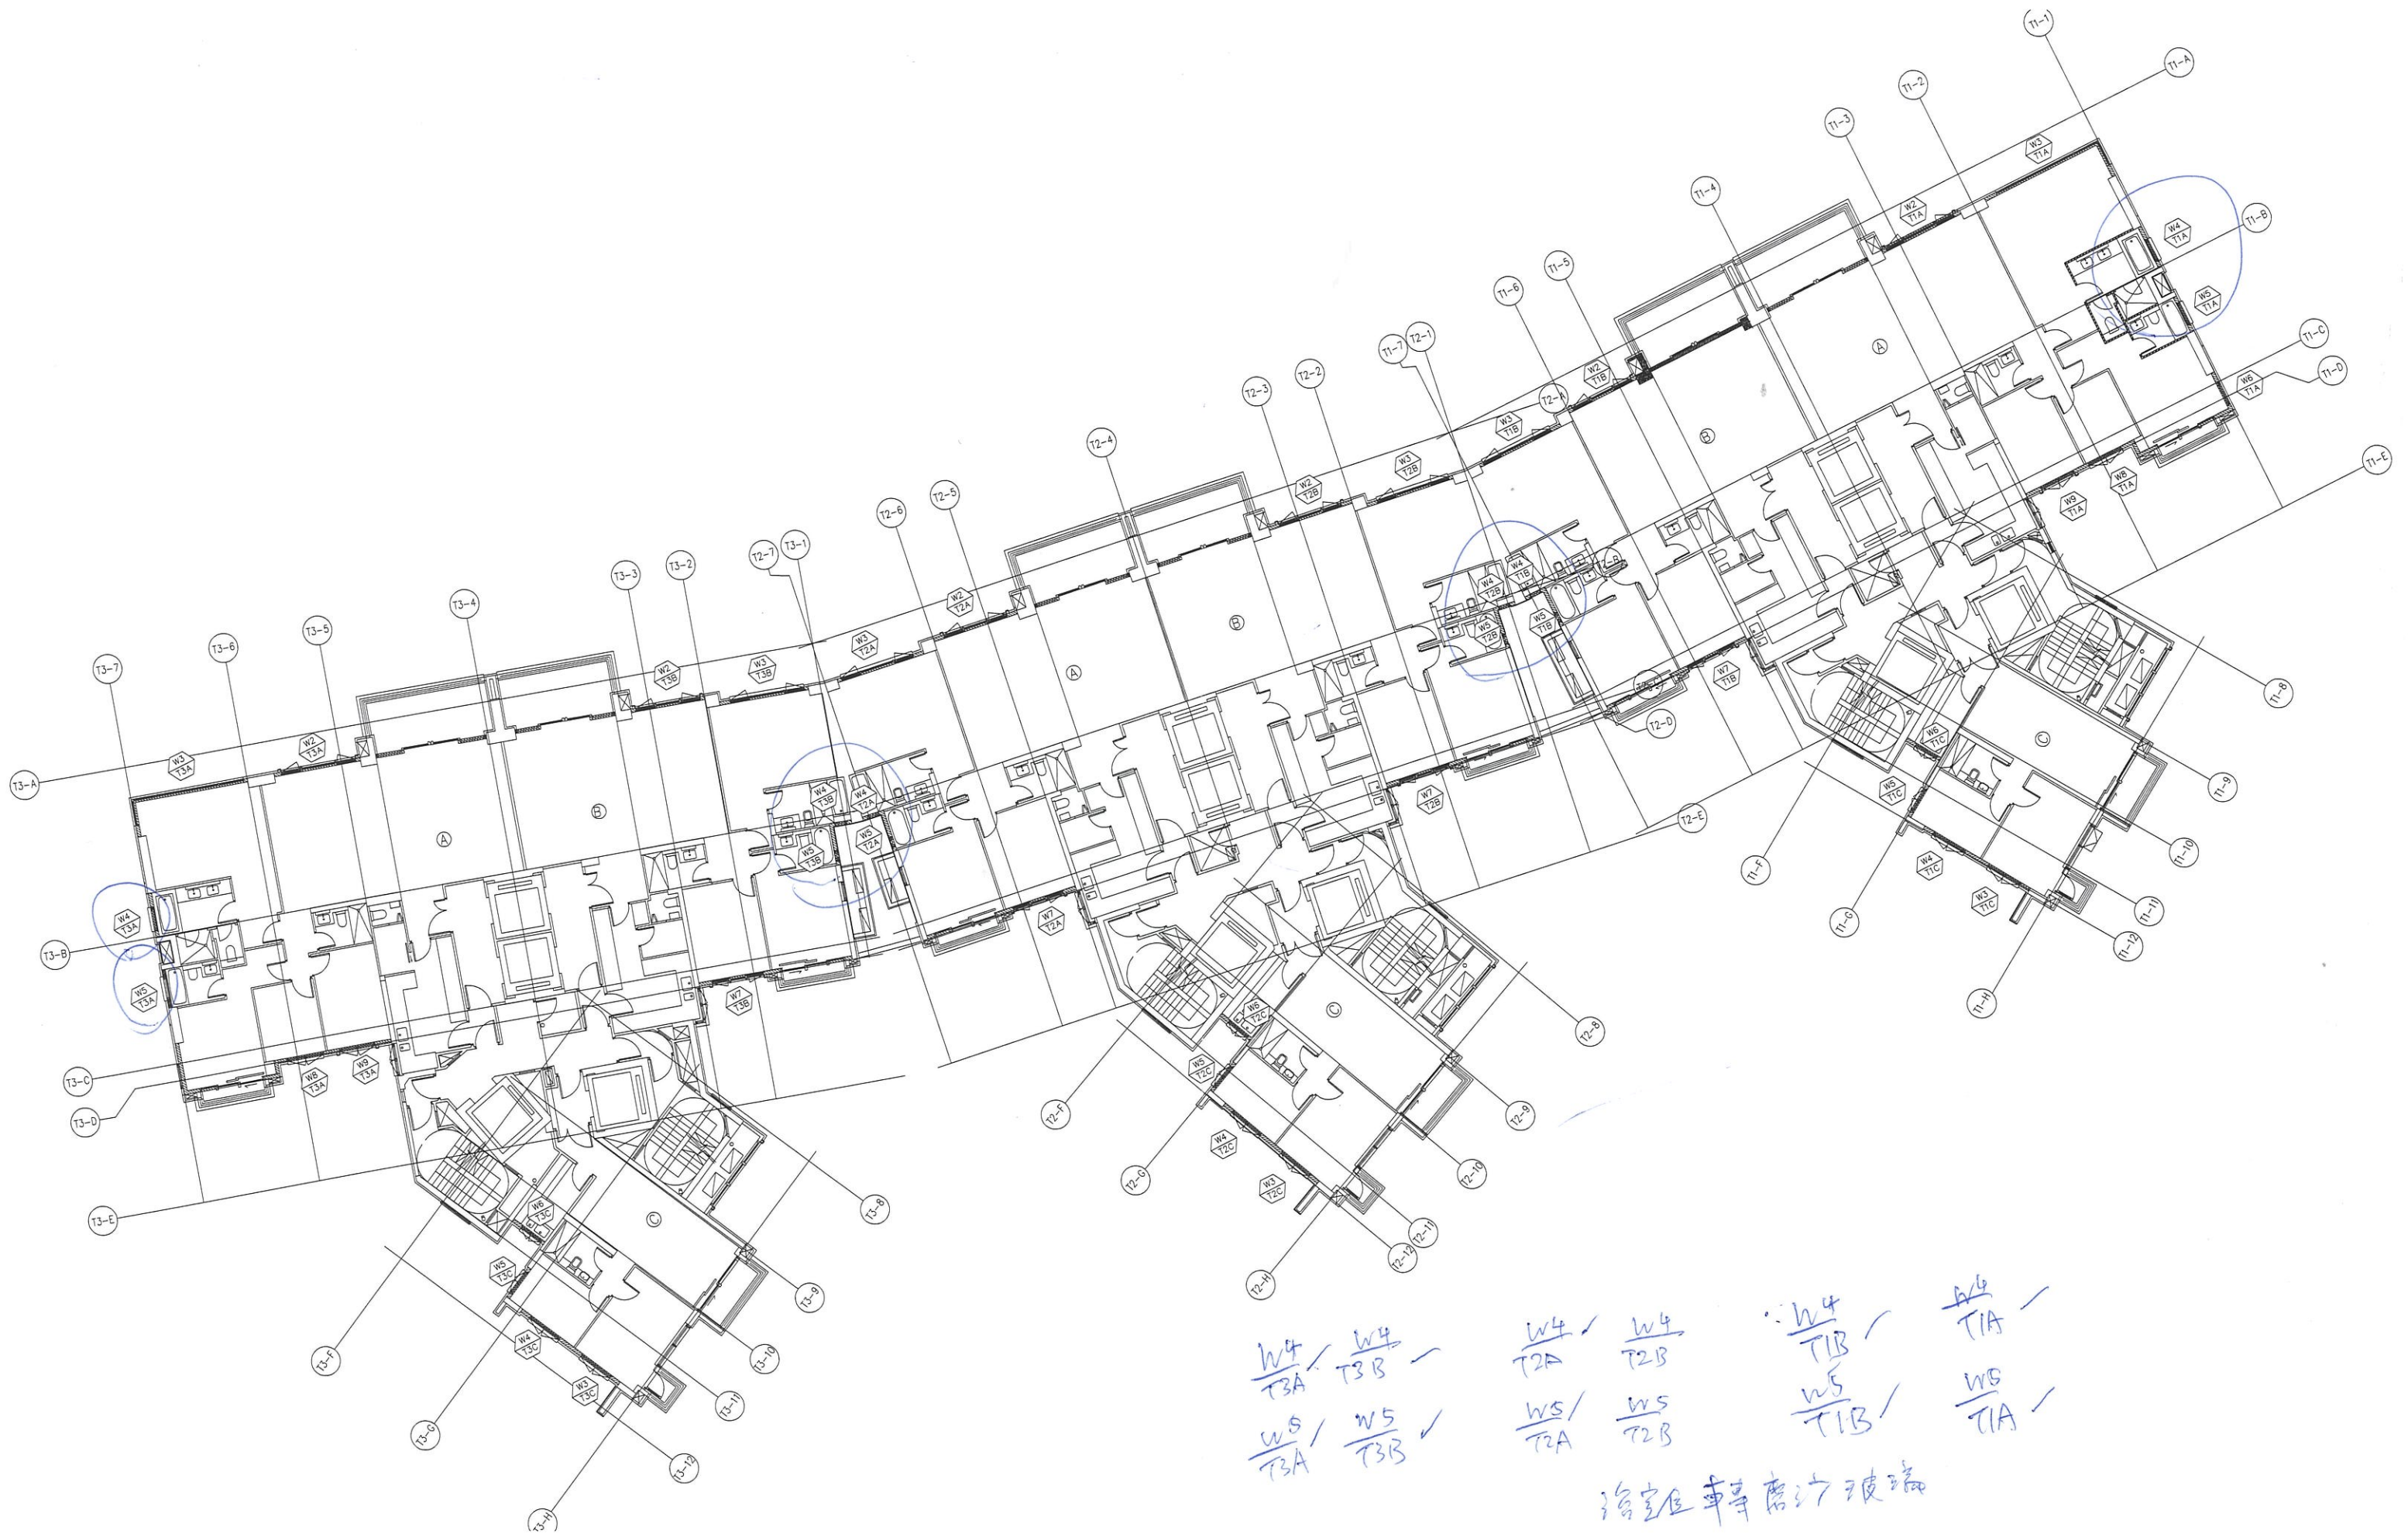 T1-1
T1-A
T1-2
T1-3
W3
T1A
T1-4
W2
T1A
T1-B
W4
T1A
T1-5
T1-6
W5
T1A
T1-C
T2-1
T1-7
A
T1-D
T2-2
W2
T1B
W6
T1A
T2-3
T2-A
W3
T1B
B
T2-4
T1-E
W3
T2B
W8
T1A
W2
T2B
T2-5
W9
T1A
T2-6
T3-1
T2-7
T2-B
T3-2
T3-3
W4
T1B
W4
T2B
W2
T2A
T3-4
B
W5
T1B
W5
T2B
T3-5
W3
T2A
T3-6
T3-7
W3
T3B
W2
T3B
A
W7
T1B
T1-8
T2-D
W2
T3A
W6
T1C
C
W3
T3A
T3-A
T1-9
W4
T3B
W4
T2A
W5
T1C
W7
T2B
B
T2-E
A
W5
T2A
W5
T3B
T1-10
T1-F
W4
T1C
W3
T1C
W4
T3A
W7
T2A
T1-G
T1-11
T1-12
T3-B
W5
T3A
W7
T3B
T1-H
W6
T2C
C
T2-8
W9
T3A
W5
T2C
T3-C
W8
T3A
T2-F
T2-9
T3-D
W4
T2C
T2-G
T2-10
W3
T2C
W6
T3C
T3-8
T3-E
C
T2-11
T2-12
W5
T3C
T2-H
T3-9
W4
T3C
T3-F
T3-10
W3
T3C
T3-11
T3-G
T3-12
T3-H
W4 W4 W4 W4 W4 W4
T3A T3B T2A T2B T1B T1A
W5 W5 W5 W5 W5 W5
T3A T3B T2A T2B T1B T1A
浴室位轉磨沙玻璃